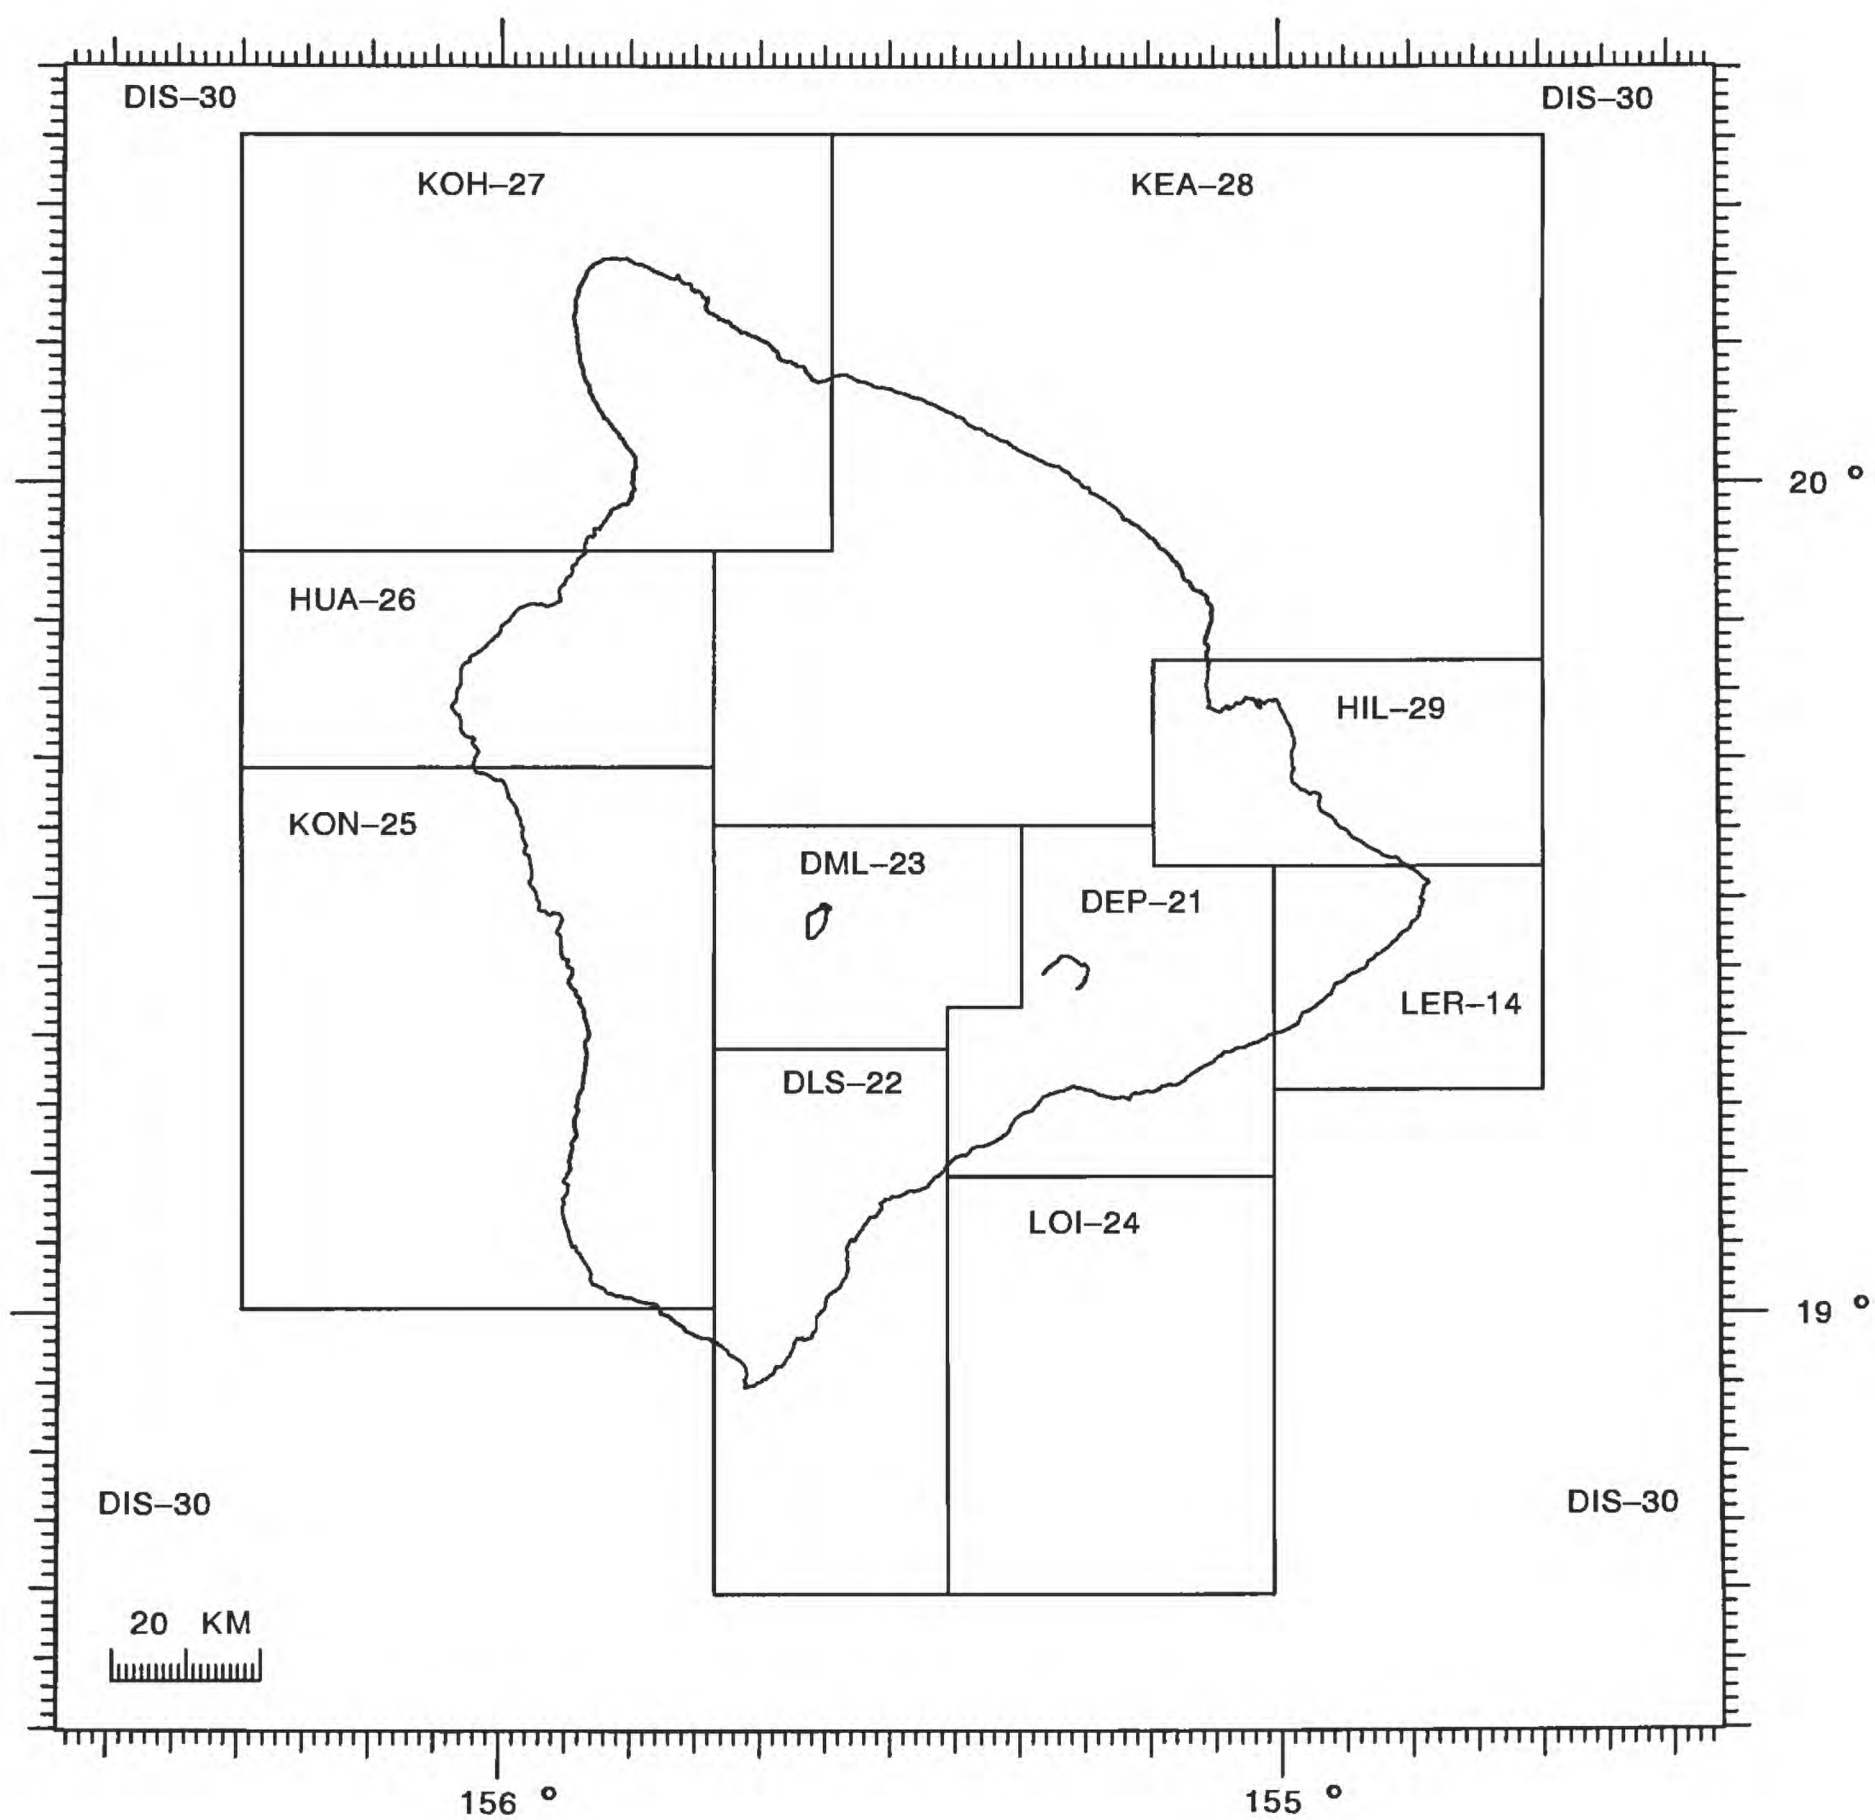 DIS–30 DIS–30
KOH–27 KEA–28
20 °
HUA–26
HIL–29
KON–25
DML–23
DEP–21
LER–14
DLS–22
LOI–24
19 °
DIS–30 DIS–30
20 KM
156 ° 155 °